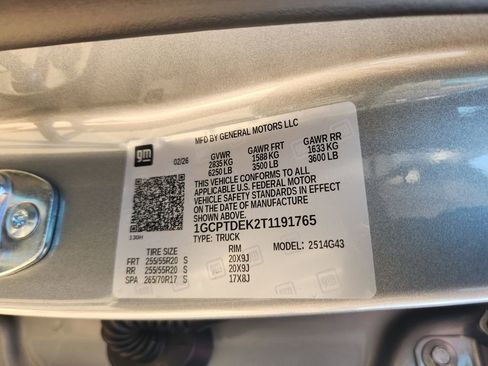 MFD BY GENERAL MOTORS LLC
gm
02/26
GVWR GAWR FRT GAWR RR
2835 KG 1588 KG 1633 KG
6250 LB 3500 LB 3600 LB
THIS VEHICLE CONFORMS TO ALL
APPLICABLE U.S. FEDERAL MOTOR
VEHICLE SAFETY STANDARDS IN EFFECT
ON THE DATE OF MANUFACTURE
SHOWN ABOVE.
1GCPTDEK2T1191765
TYPE: TRUCK MODEL: 2514G43
TIRE SIZE RIM
FRT 255/55R20 S 20X9J
RR 255/55R20 S 20X9J
SPA 265/70R17 S 17X8J